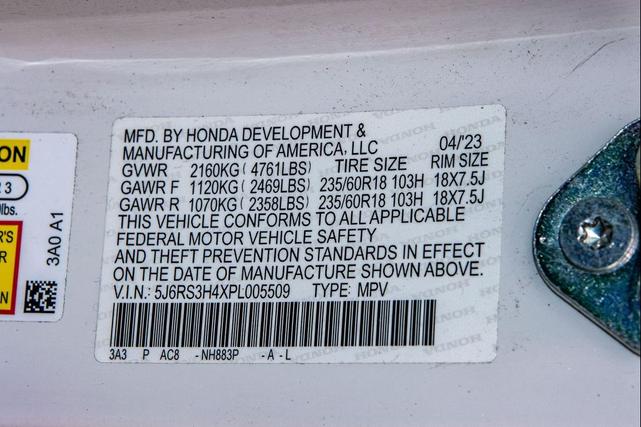 MFD. BY HONDA DEVELOPMENT &
MANUFACTURING OF AMERICA, LLC 04/'23
GVWR 2160KG ( 4761LBS) TIRE SIZE RIM SIZE
GAWR F 1120KG ( 2469LBS) 235/60R18 103H 18X7.5J
GAWR R 1070KG ( 2358LBS) 235/60R18 103H 18X7.5J
THIS VEHICLE CONFORMS TO ALL APPLICABLE
FEDERAL MOTOR VEHICLE SAFETY
AND THEFT PREVENTION STANDARDS IN EFFECT
ON THE DATE OF MANUFACTURE SHOWN ABOVE.
V.I.N.: 5J6RS3H4XPL005509 TYPE: MPV
3A3 P AC8 - NH883P - A - L
ON
3
lbs.
R'S
R
N
3A0 A1